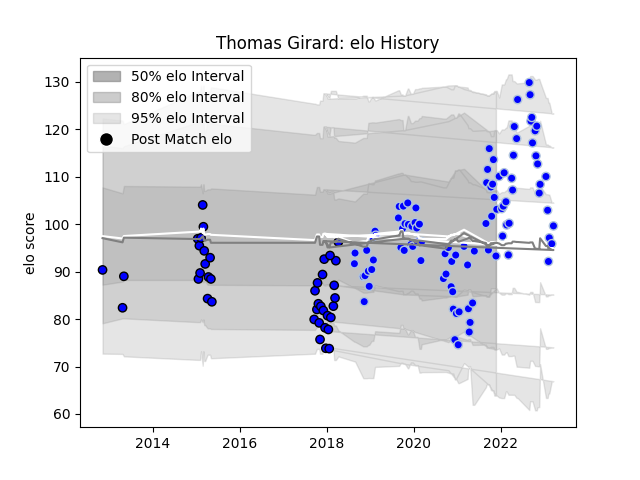 Thomas Girard: elo History
50% elo Interval
80% elo Interval
95% elo Interval
Post Match elo
elo score
130
120
110
100
90
80
70
60
2014 2016 2018 2020 2022